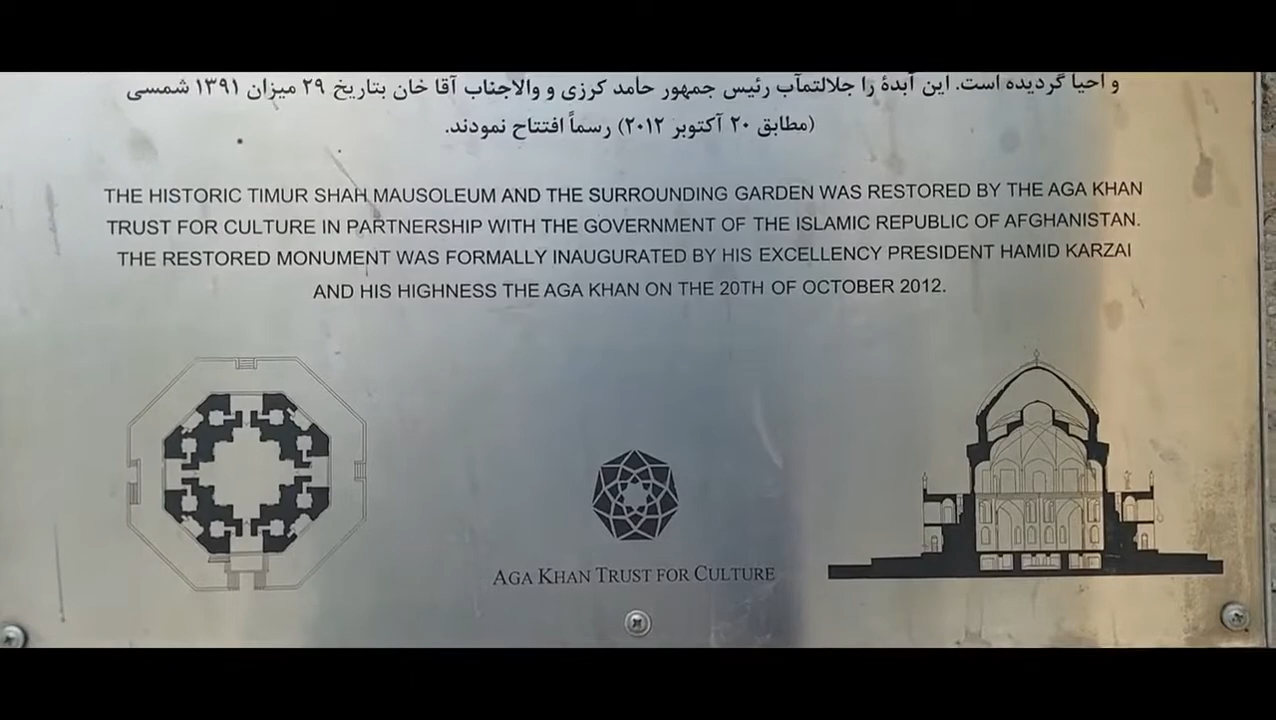 و احیا گردیده است. این آبدۀ را جلالتمآب رئیس جمهور حامد کرزی و والاجناب آقا خان بتاریخ ۲۹ میزان ۱۳۹۱ شمسی
(مطابق ۲۰ آکتوبر ۲۰۱۲) رسماً افتتاح نمودند.
THE HISTORIC TIMUR SHAH MAUSOLEUM AND THE SURROUNDING GARDEN WAS RESTORED BY THE AGA KHAN
TRUST FOR CULTURE IN PARTNERSHIP WITH THE GOVERNMENT OF THE ISLAMIC REPUBLIC OF AFGHANISTAN.
THE RESTORED MONUMENT WAS FORMALLY INAUGURATED BY HIS EXCELLENCY PRESIDENT HAMID KARZAI
AND HIS HIGHNESS THE AGA KHAN ON THE 20TH OF OCTOBER 2012.
AGA KHAN TRUST FOR CULTURE